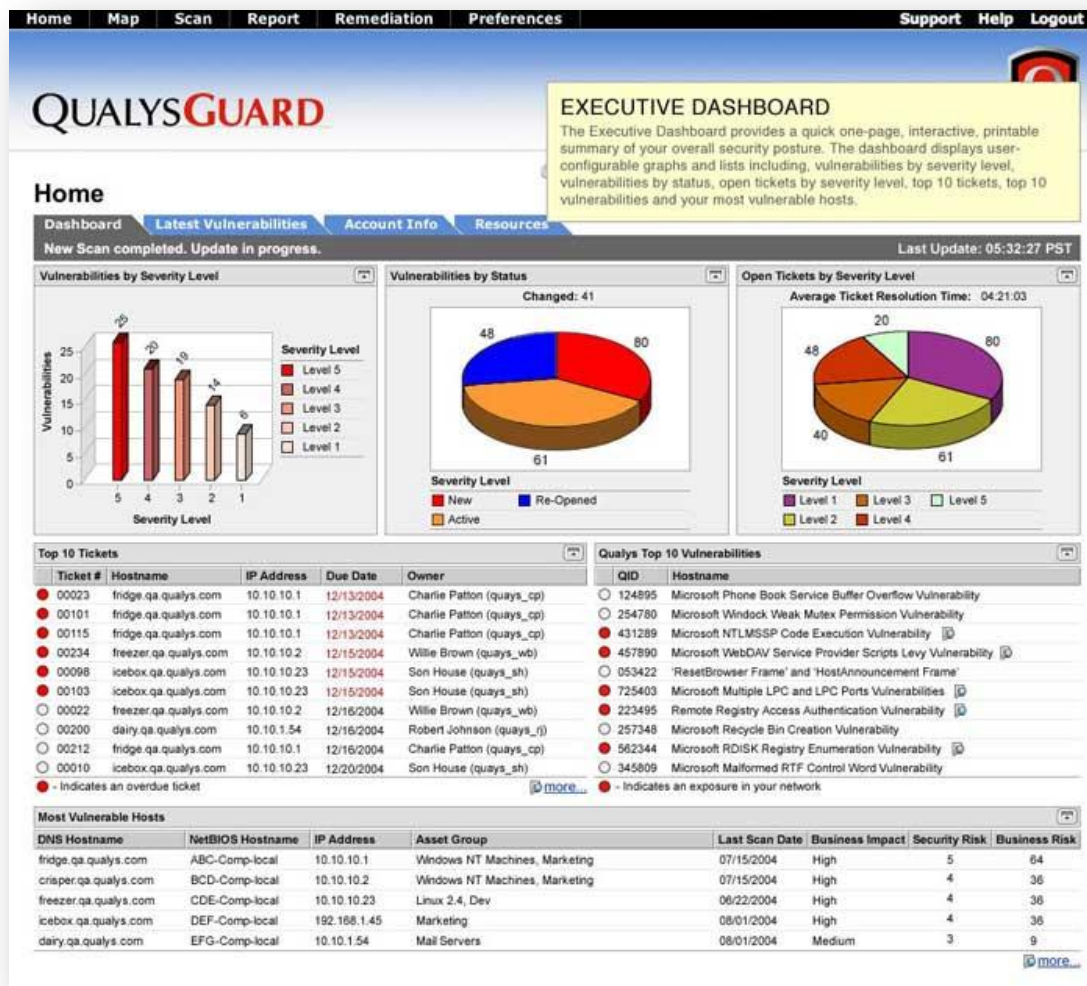 Home Map Scan Report Remediation Preferences Support Help Logout
QUALYSGUARD
EXECUTIVE DASHBOARD
The Executive Dashboard provides a quick one-page, interactive, printable
summary of your overall security posture. The dashboard displays user-
configurable graphs and lists including, vulnerabilities by severity level,
vulnerabilities by status, open tickets by severity level, top 10 tickets, top 10
vulnerabilities and your most vulnerable hosts.
Home
Dashboard Latest Vulnerabilities Account Info Resources
New Scan completed. Update in progress. Last Update: 05:32:27 PST
Vulnerabilities by Severity Level
25
20
19
14
6
Vulnerabilities
25
20
15
10
5
0
5 4 3 2 1
Severity Level
Severity Level
Level 5
Level 4
Level 3
Level 2
Level 1
Vulnerabilities by Status
Changed: 41
48 80
61
Severity Level
New Re-Opened
Active
Open Tickets by Severity Level
Average Ticket Resolution Time: 04:21:03
20
48 80
40
61
Severity Level
Level 1 Level 3 Level 5
Level 2 Level 4
Top 10 Tickets
Ticket # Hostname IP Address Due Date Owner
00023 fridge.qa.qualys.com 10.10.10.1 12/13/2004 Charlie Patton (quays_cp)
00101 fridge.qa.qualys.com 10.10.10.1 12/13/2004 Charlie Patton (quays_cp)
00115 fridge.qa.qualys.com 10.10.10.1 12/13/2004 Charlie Patton (quays_cp)
00234 freezer.qa.qualys.com 10.10.10.2 12/15/2004 Willie Brown (quays_wb)
00098 icebox.qa.qualys.com 10.10.10.23 12/15/2004 Son House (quays_sh)
00103 icebox.qa.qualys.com 10.10.10.23 12/15/2004 Son House (quays_sh)
00022 freezer.qa.qualys.com 10.10.10.2 12/16/2004 Willie Brown (quays_wb)
00200 dairy.qa.qualys.com 10.10.1.54 12/16/2004 Robert Johnson (quays_rj)
00212 fridge.qa.qualys.com 10.10.10.1 12/16/2004 Charlie Patton (quays_cp)
00010 icebox.qa.qualys.com 10.10.10.23 12/20/2004 Son House (quays_sh)
- Indicates an overdue ticket more...
Qualys Top 10 Vulnerabilities
QID Hostname
124895 Microsoft Phone Book Service Buffer Overflow Vulnerability
254780 Microsoft Windock Weak Mutex Permission Vulnerability
431289 Microsoft NTLMSSP Code Execution Vulnerability
457890 Microsoft WebDAV Service Provider Scripts Levy Vulnerability
053422 'ResetBrowser Frame' and 'HostAnnouncement Frame'
725403 Microsoft Multiple LPC and LPC Ports Vulnerabilities
223495 Remote Registry Access Authentication Vulnerability
257348 Microsoft Recycle Bin Creation Vulnerability
562344 Microsoft RDISK Registry Enumeration Vulnerability
345809 Microsoft Malformed RTF Control Word Vulnerability
- Indicates an exposure in your network
Most Vulnerable Hosts
DNS Hostname NetBIOS Hostname IP Address Asset Group Last Scan Date Business Impact Security Risk Business Risk
fridge.qa.qualys.com ABC-Comp-local 10.10.10.1 Windows NT Machines, Marketing 07/15/2004 High 5 64
crisper.qa.qualys.com BCD-Comp-local 10.10.10.2 Windows NT Machines, Marketing 07/15/2004 High 4 36
freezer.qa.qualys.com CDE-Comp-local 10.10.10.23 Linux 2.4, Dev 06/22/2004 High 4 36
icebox.qa.qualys.com DEF-Comp-local 192.168.1.45 Marketing 08/01/2004 High 4 36
dairy.qa.qualys.com EFG-Comp-local 10.10.1.54 Mail Servers 08/01/2004 Medium 3 9
more...